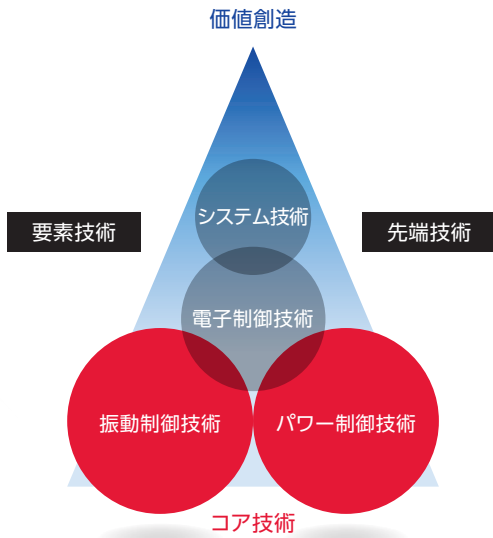 価値創造
システム技術
要素技術
先端技術
電子制御技術
振動制御技術
パワー制御技術
コア技術